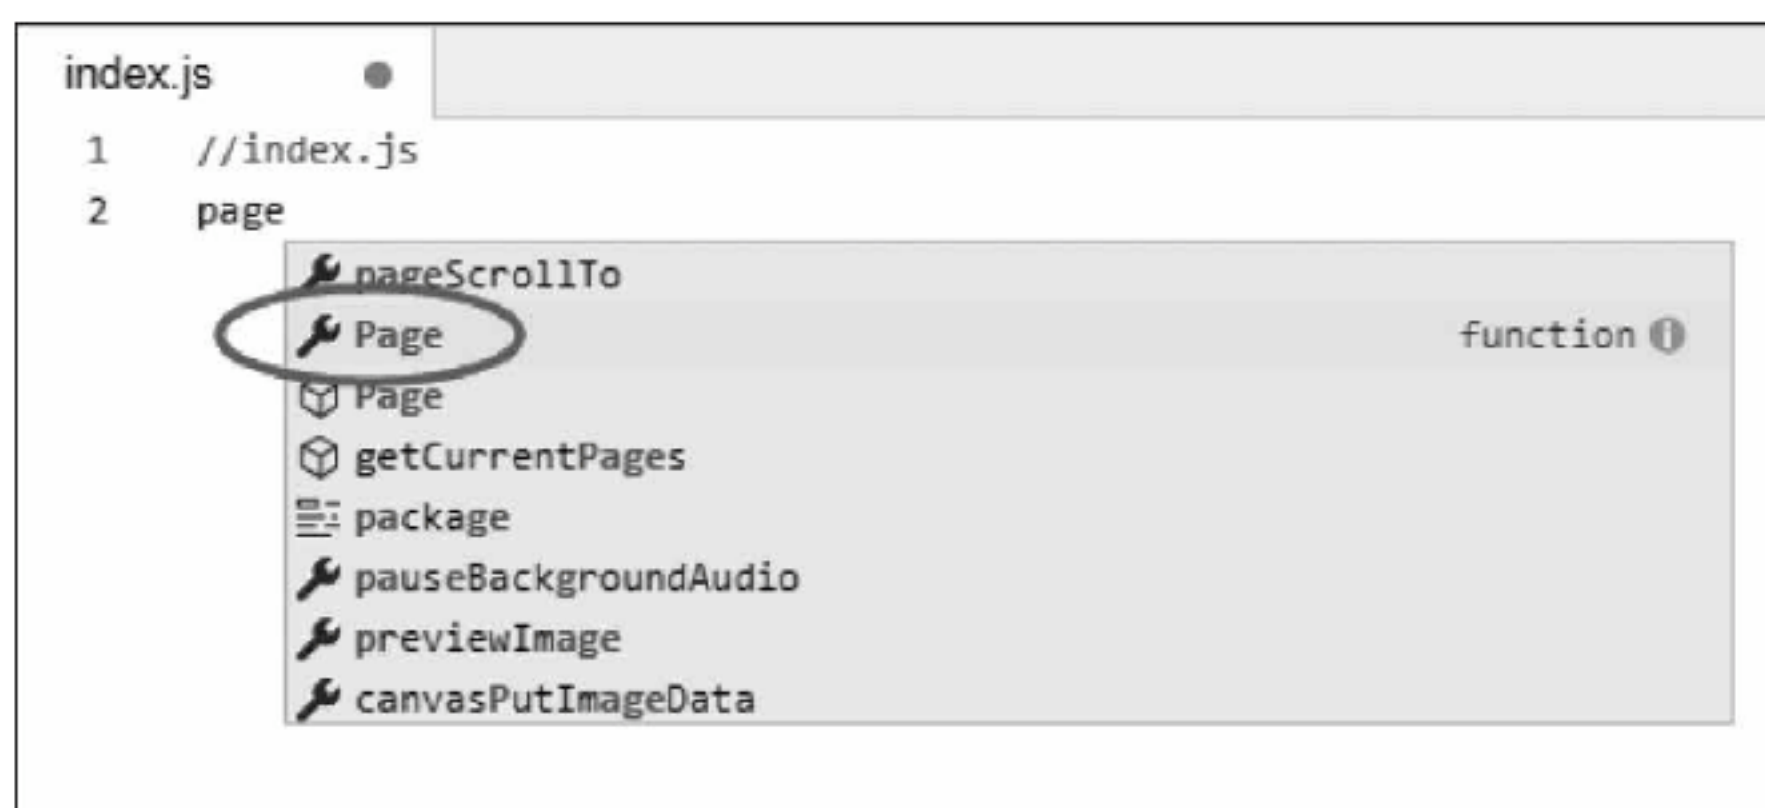 index.js
1 //index.js
2 page
pageScrollTo
Page function
Page
getCurrentPages
package
pauseBackgroundAudio
previewImage
canvasPutImageData